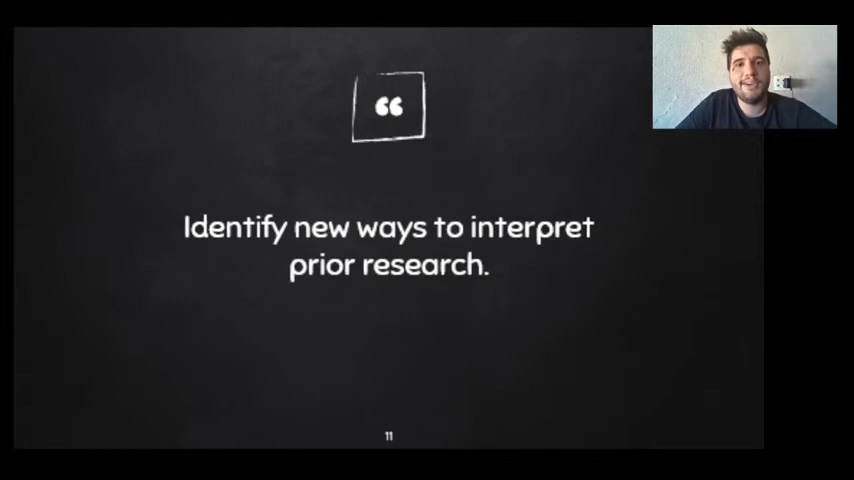 “
Identify new ways to interpret
prior research.
11